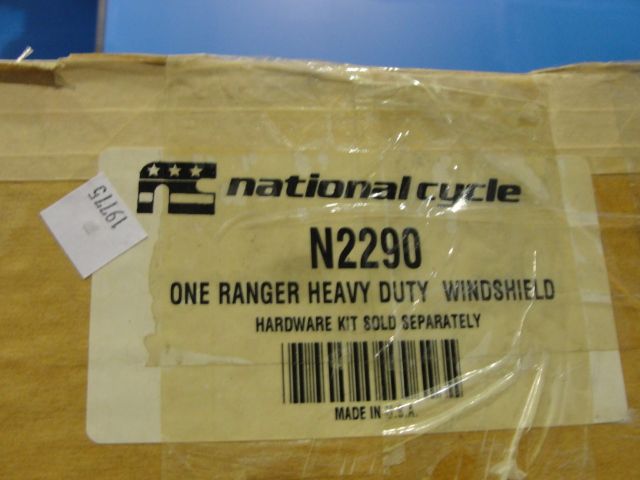 19775
national cycle
N2290
ONE RANGER HEAVY DUTY WINDSHIELD
HARDWARE KIT SOLD SEPARATELY
MADE IN U.S.A.